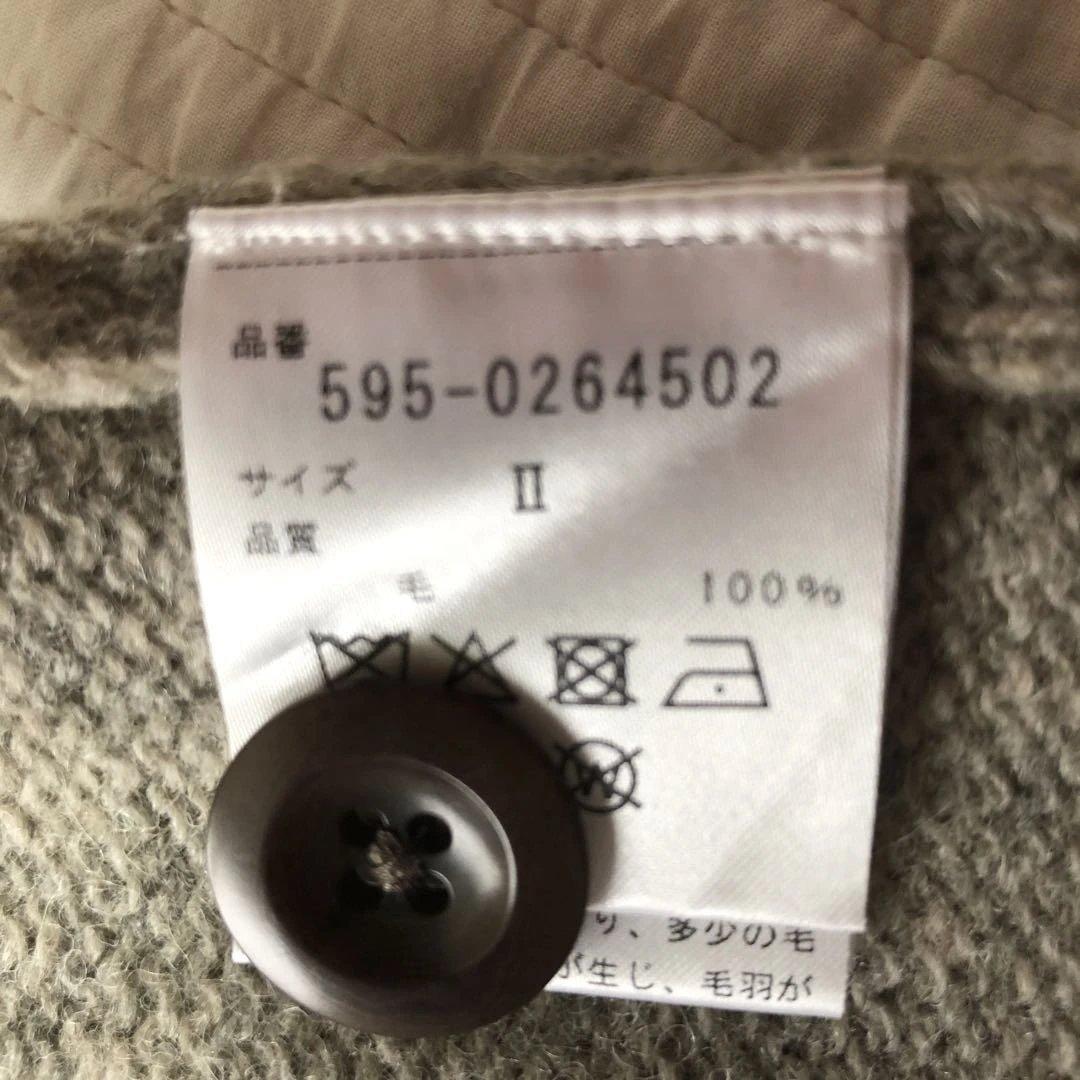 品番
595-0264502
サイズ II
品質
毛 100%
W
り、多少の毛
が生じ、毛羽が